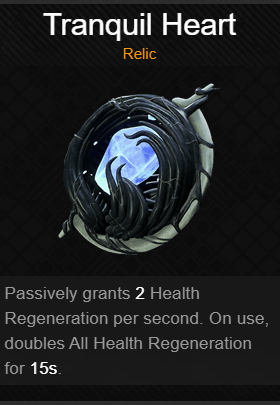 Tranquil Heart
Relic
Passively grants 2 Health
Regeneration per second. On use,
doubles All Health Regeneration
for 15s.